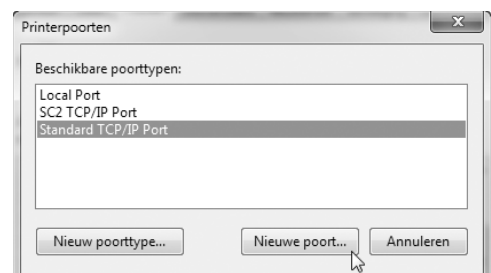 Printerpoorten
Beschikbare poorttypen:
Local Port
SC2 TCP/IP Port
Standard TCP/IP Port
Nieuw poorttype... Nieuwe poort... Annuleren